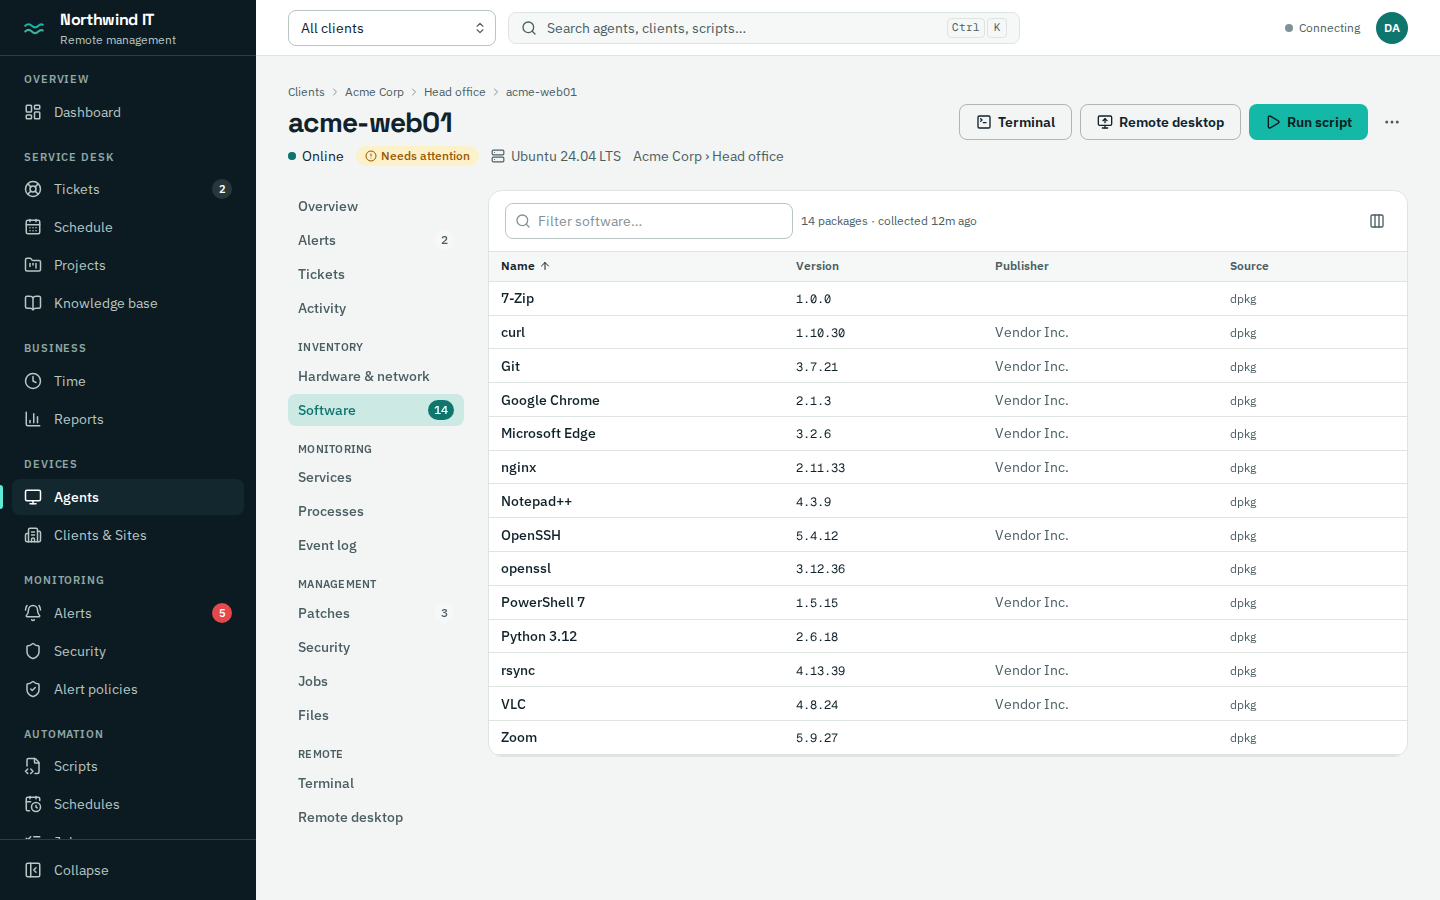 Northwind IT
Remote management
OVERVIEW
Dashboard
SERVICE DESK
Tickets 2
Schedule
Projects
Knowledge base
BUSINESS
Time
Reports
DEVICES
Agents
Clients & Sites
MONITORING
Alerts 5
Security
Alert policies
AUTOMATION
Scripts
Schedules
Collapse
All clients
Search agents, clients, scripts...
Ctrl K
Connecting
DA
Clients > Acme Corp > Head office > acme-web01
acme-web01
Terminal
Remote desktop
Run script
Online
Needs attention
Ubuntu 24.04 LTS
Acme Corp › Head office
Overview
Alerts 2
Tickets
Activity
INVENTORY
Hardware & network
Software 14
MONITORING
Services
Processes
Event log
MANAGEMENT
Patches 3
Security
Jobs
Files
REMOTE
Terminal
Remote desktop
Filter software...
14 packages · collected 12m ago
Name ↑ Version Publisher Source
7-Zip 1.0.0 dpkg
curl 1.10.30 Vendor Inc. dpkg
Git 3.7.21 Vendor Inc. dpkg
Google Chrome 2.1.3 Vendor Inc. dpkg
Microsoft Edge 3.2.6 Vendor Inc. dpkg
nginx 2.11.33 Vendor Inc. dpkg
Notepad++ 4.3.9 dpkg
OpenSSH 5.4.12 Vendor Inc. dpkg
openssl 3.12.36 dpkg
PowerShell 7 1.5.15 Vendor Inc. dpkg
Python 3.12 2.6.18 dpkg
rsync 4.13.39 Vendor Inc. dpkg
VLC 4.8.24 Vendor Inc. dpkg
Zoom 5.9.27 dpkg